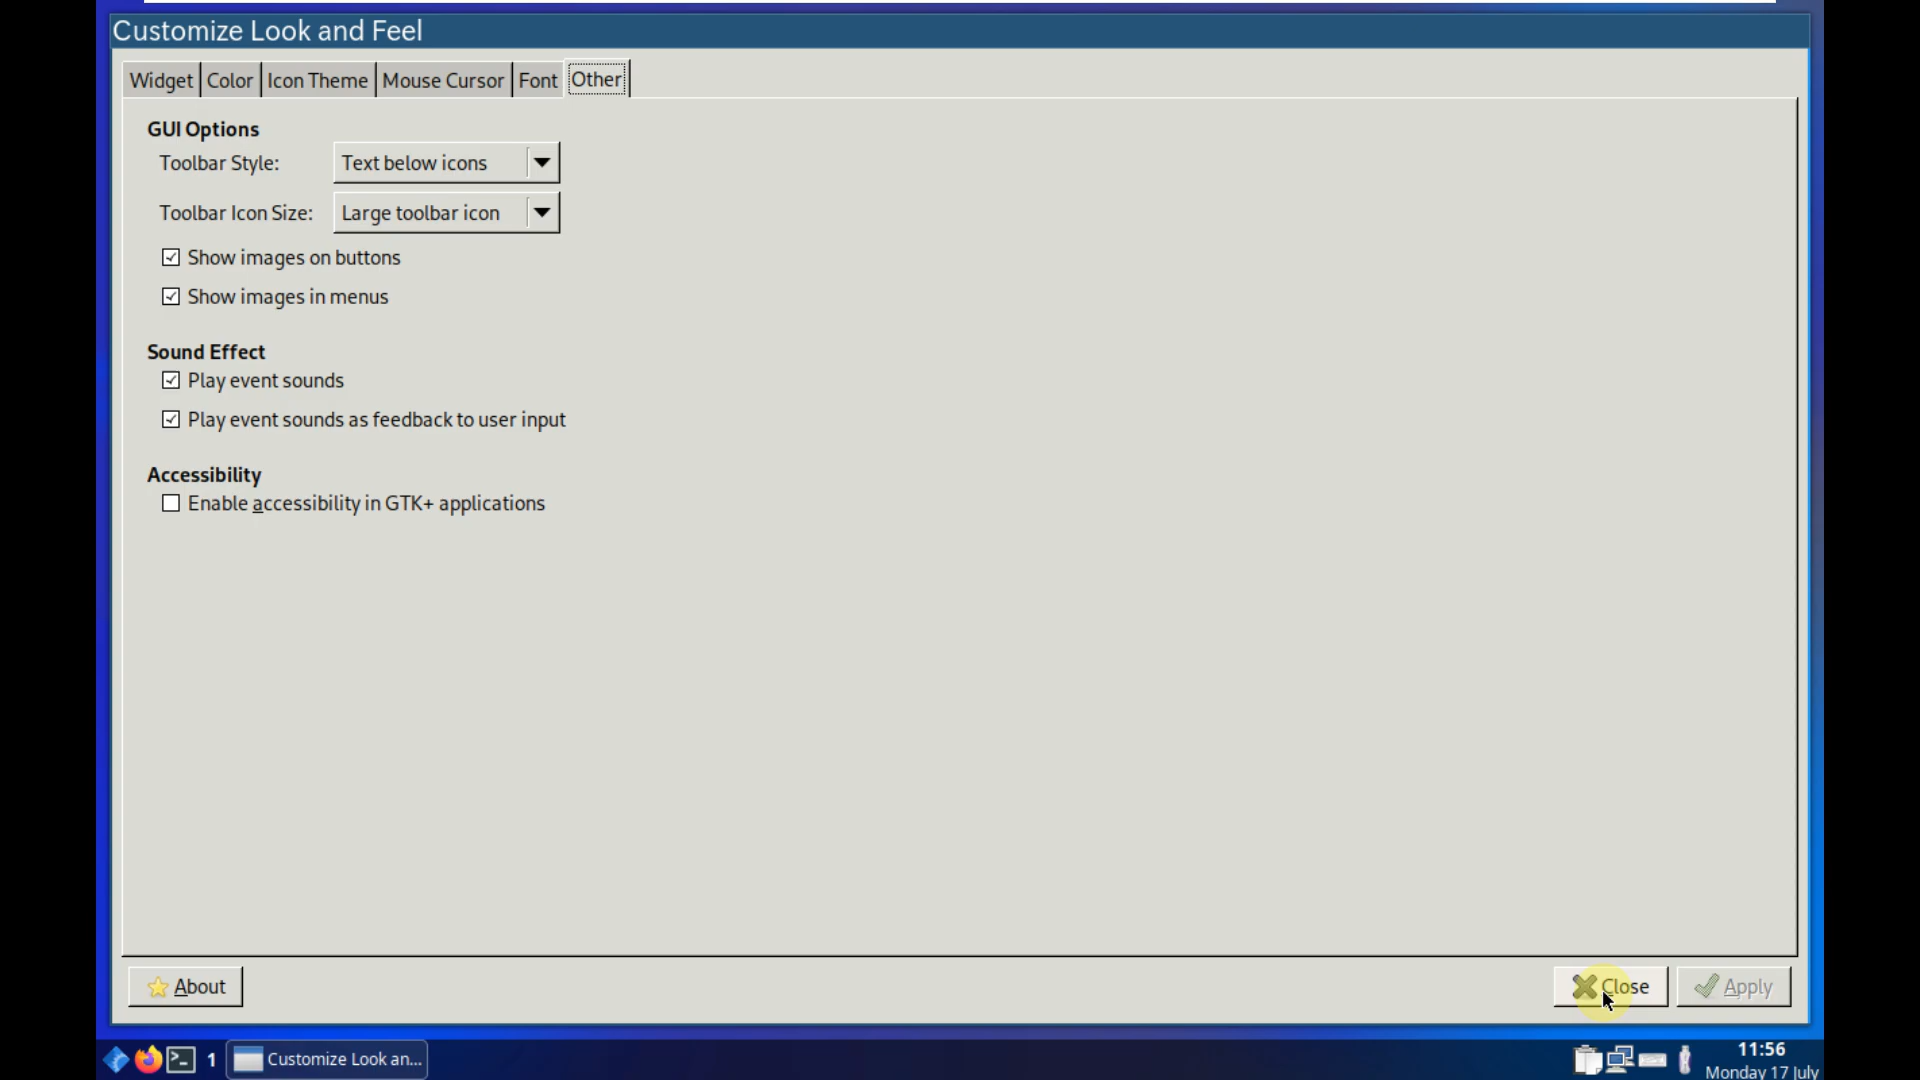 Customize Look and Feel
Widget Color Icon Theme Mouse Cursor Font Other
GUI Options
Toolbar Style: Text below icons
Toolbar Icon Size: Large toolbar icon
Show images on buttons
Show images in menus
Sound Effect
Play event sounds
Play event sounds as feedback to user input
Accessibility
Enable accessibility in GTK+ applications
About Close Apply
1 Customize Look an... 11:56
Monday 17 July